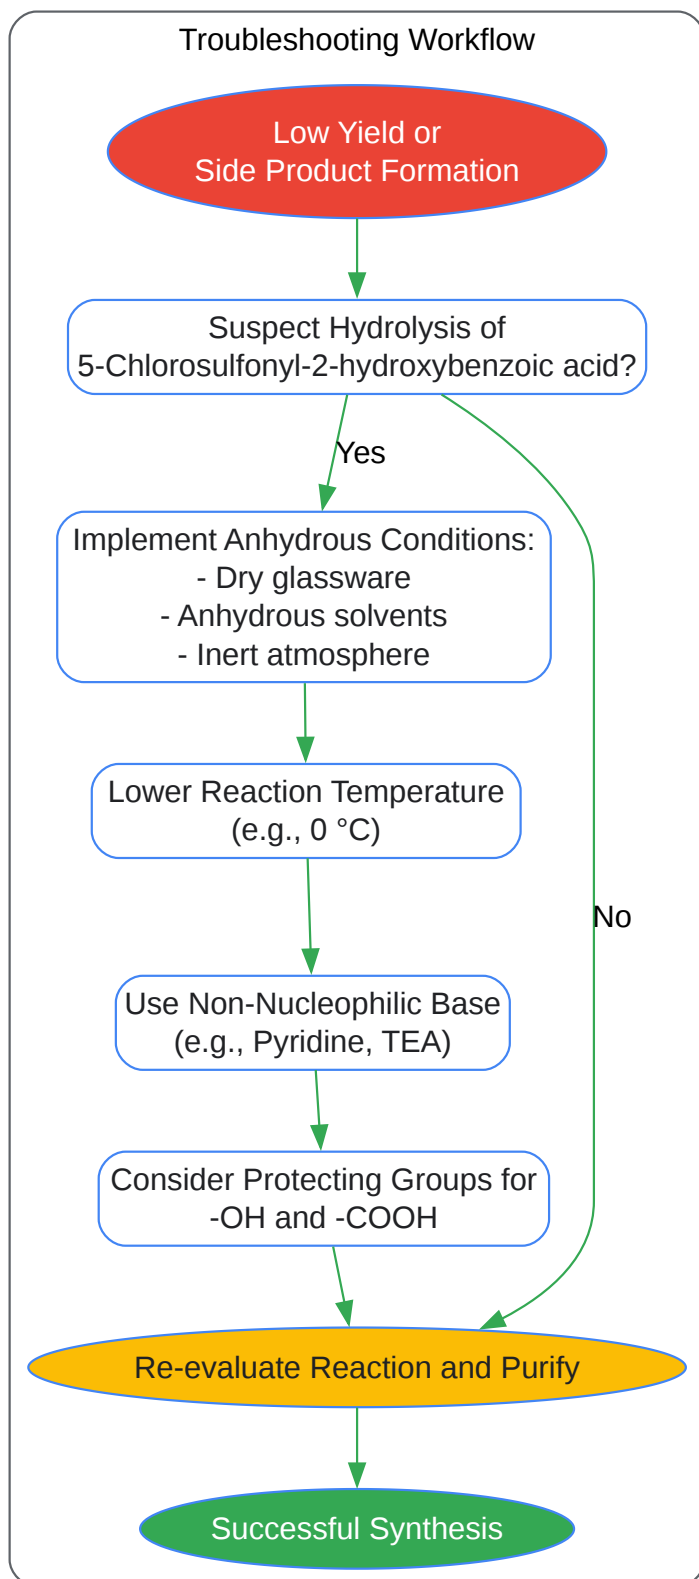 Troubleshooting Workflow
Low Yield or
Side Product Formation
Suspect Hydrolysis of
5-Chlorosulfonyl-2-hydroxybenzoic acid?
Yes
Implement Anhydrous Conditions:
- Dry glassware
- Anhydrous solvents
- Inert atmosphere
Lower Reaction Temperature
(e.g., 0 °C)
No
Use Non-Nucleophilic Base
(e.g., Pyridine, TEA)
Consider Protecting Groups for
-OH and -COOH
Re-evaluate Reaction and Purify
Successful Synthesis